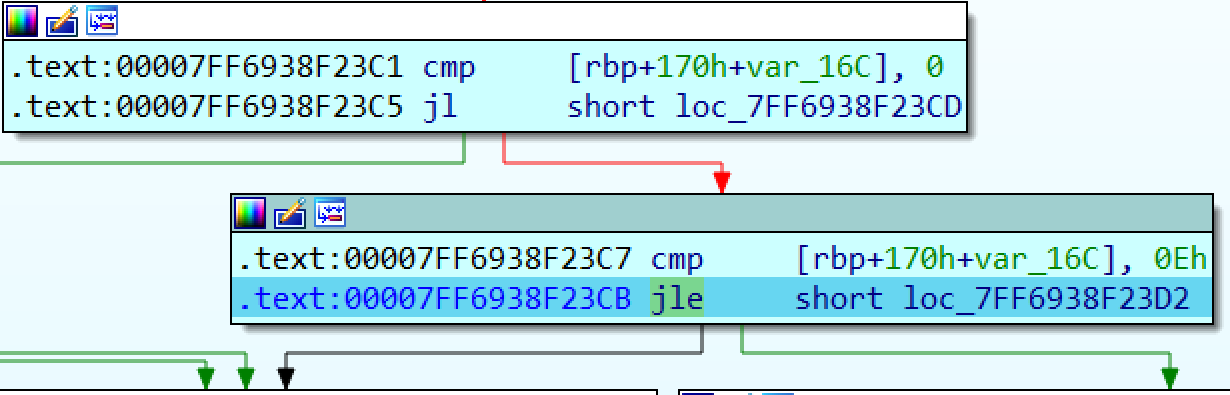 .text:00007FF6938F23C1 cmp [rbp+170h+var_16C], 0
.text:00007FF6938F23C5 jl short loc_7FF6938F23CD
.text:00007FF6938F23C7 cmp [rbp+170h+var_16C], 0Eh
.text:00007FF6938F23CB jle short loc_7FF6938F23D2